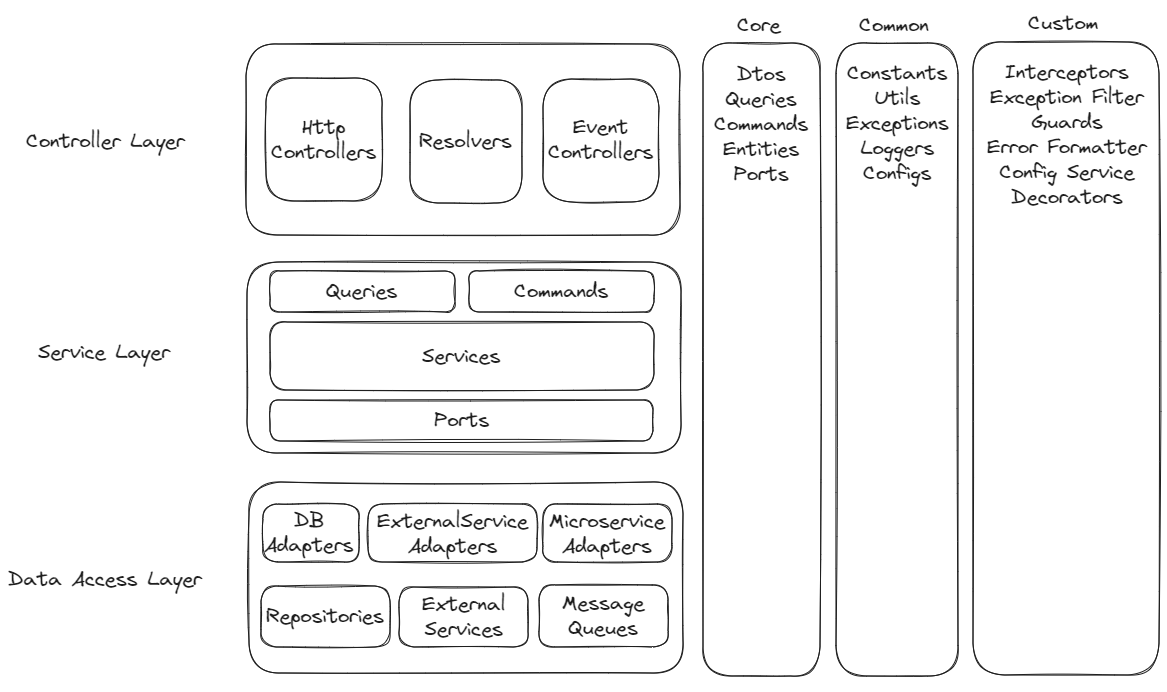 Core
Common
Custom
Controller Layer
Http
Controllers
Resolvers
Event
Controllers
Service Layer
Queries
Commands
Services
Ports
Data Access Layer
DB
Adapters
ExternalService
Adapters
Microservice
Adapters
Repositories
External
Services
Message
Queues
Dtos
Queries
Commands
Entities
Ports
Constants
Utils
Exceptions
Loggers
Configs
Interceptors
Exception Filter
Guards
Error Formatter
Config Service
Decorators